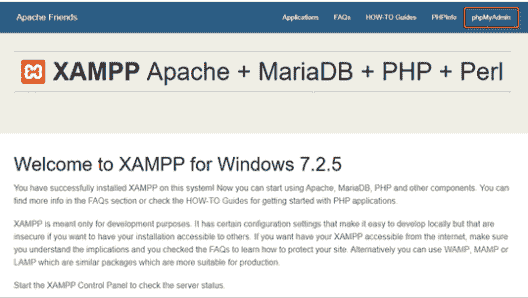 Apache Friends Applications FAQs HOW-TO Guides PHPInfo phpMyAdmin
XAMPP Apache + MariaDB + PHP + Perl
Welcome to XAMPP for Windows 7.2.5
You have successfully installed XAMPP on this system! Now you can start using Apache, MariaDB, PHP and other components. You can
find more info in the FAQs section or check the HOW-TO Guides for getting started with PHP applications.
XAMPP is meant only for development purposes. It has certain configuration settings that make it easy to develop locally but that are
insecure if you want to have your installation accessible to others. If you want have your XAMPP accessible from the internet, make sure
you understand the implications and you checked the FAQs to learn how to protect your site. Alternatively you can use WAMP, MAMP or
LAMP which are similar packages which are more suitable for production.
Start the XAMPP Control Panel to check the server status.